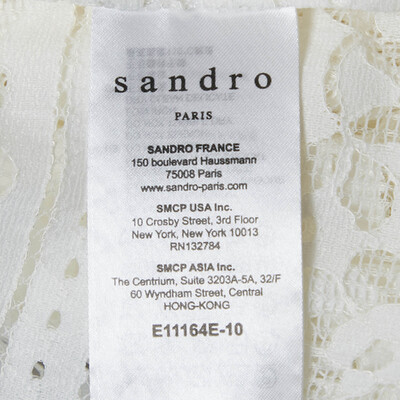 sandro
PARIS
SANDRO FRANCE
150 boulevard Haussmann
75008 Paris
www.sandro-paris.com
SMCP USA Inc.
10 Crosby Street, 3rd Floor
New York, New York 10013
RN132784
SMCP ASIA Inc.
The Centrium, Suite 3203A-5A, 32/F
60 Wyndham Street, Central
HONG-KONG
E11164E-10